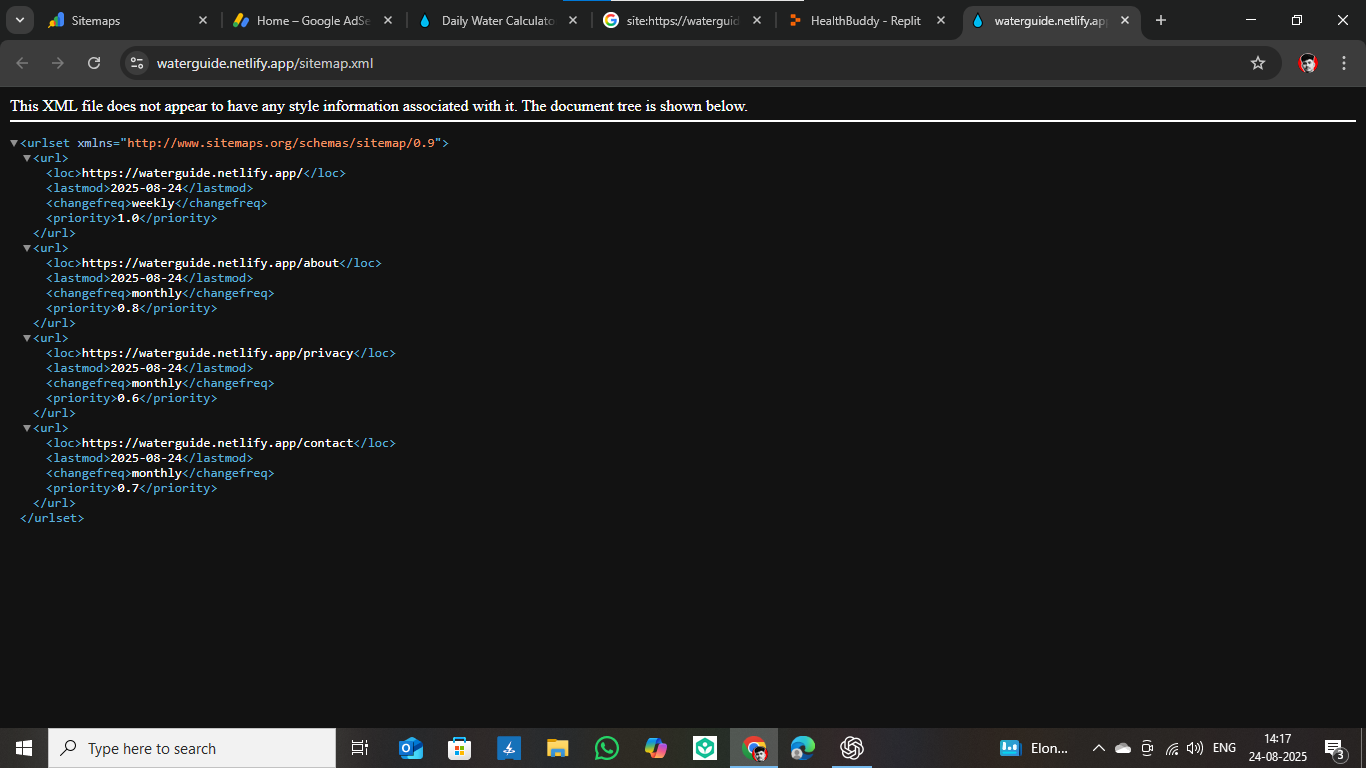 Sitemaps
Home – Google AdSe
Daily Water Calculato
site:https://waterguid
HealthBuddy - Replit
waterguide.netlify.ap
waterguide.netlify.app/sitemap.xml
This XML file does not appear to have any style information associated with it. The document tree is shown below.
<urlset xmlns="http://www.sitemaps.org/schemas/sitemap/0.9">
<url>
<loc>https://waterguide.netlify.app/</loc>
<lastmod>2025-08-24</lastmod>
<changefreq>weekly</changefreq>
<priority>1.0</priority>
</url>
<url>
<loc>https://waterguide.netlify.app/about</loc>
<lastmod>2025-08-24</lastmod>
<changefreq>monthly</changefreq>
<priority>0.8</priority>
</url>
<url>
<loc>https://waterguide.netlify.app/privacy</loc>
<lastmod>2025-08-24</lastmod>
<changefreq>monthly</changefreq>
<priority>0.6</priority>
</url>
<url>
<loc>https://waterguide.netlify.app/contact</loc>
<lastmod>2025-08-24</lastmod>
<changefreq>monthly</changefreq>
<priority>0.7</priority>
</url>
</urlset>
Type here to search
Elon...
ENG
14:17
24-08-2025
3